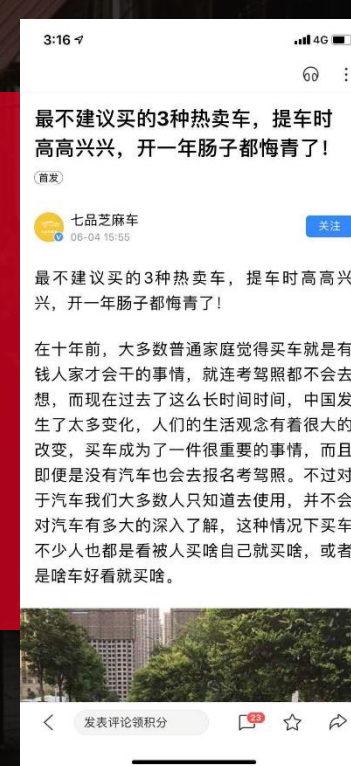 3:16
4G
最不建议买的3种热卖车，提车时
高高兴兴，开一年肠子都悔青了！
首发
七品芝麻车
06-04 15:55
关注
最不建议买的3种热卖车，提车时高高兴
兴，开一年肠子都悔青了！
在十年前，大多数普通家庭觉得买车就是有
钱人家才会干的事情，就连考驾照都不会去
想，而现在过去了这么长时间时间，中国发
生了太多变化，人们的生活观念有着很大的
改变，买车成为了一件很重要的事情，而且
即便是没有汽车也会去报名考驾照。不过对
于汽车我们大多数人只知道去使用，并不会
对汽车有多大的深入了解，这种情况下买车
不少人也都是看被人买啥自己就买啥，或者
是啥车好看就买啥。
发表评论领积分
23